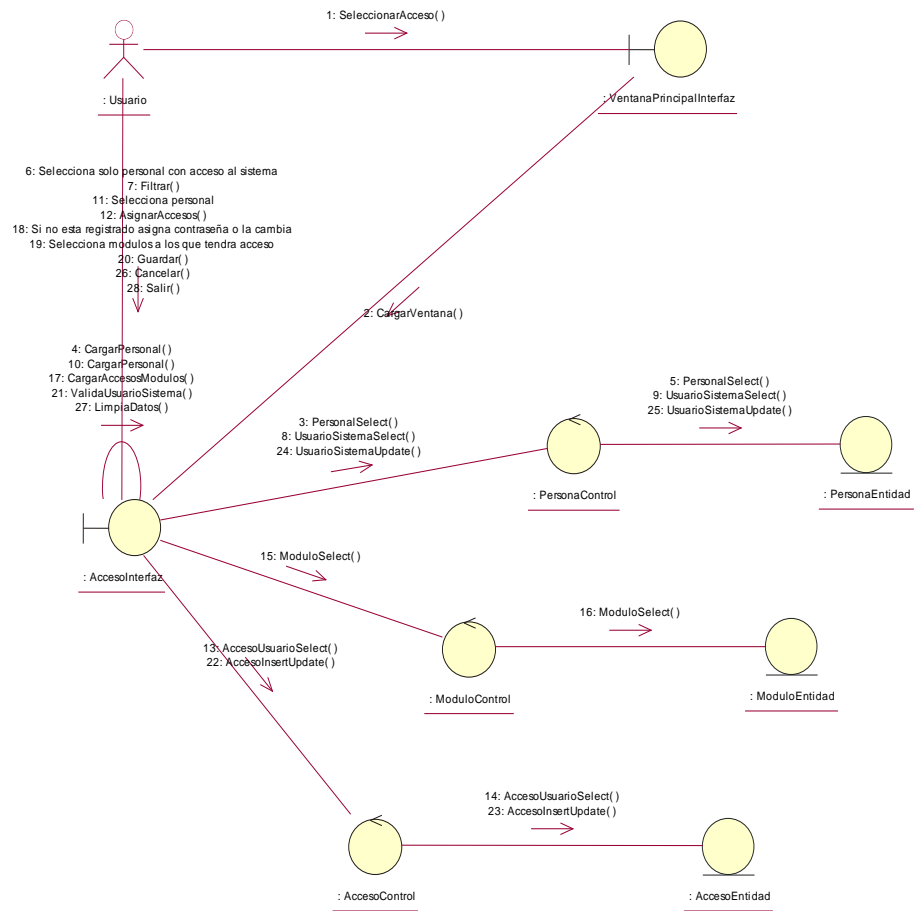 1: SeleccionarAcceso( )
: Usuario
: VentanaPrincipalInterfaz
6: Selecciona solo personal con acceso al sistema
7: Filtrar( )
11: Selecciona personal
12: AsignarAccesos( )
18: Si no esta registrado asigna contraseña o la cambia
19: Selecciona modulos a los que tendra acceso
20: Guardar( )
26: Cancelar( )
28: Salir( )
2: CargarVentana( )
4: CargarPersonal( )
10: CargarPersonal( )
17: CargarAccesosModulos( )
21: ValidaUsuarioSistema( )
27: LimpiaDatos( )
3: PersonalSelect( )
8: UsuarioSistemaSelect( )
24: UsuarioSistemaUpdate( )
5: PersonalSelect( )
9: UsuarioSistemaSelect( )
25: UsuarioSistemaUpdate( )
: PersonaControl
: PersonaEntidad
: AccesoInterfaz
15: ModuloSelect( )
16: ModuloSelect( )
13: AccesoUsuarioSelect( )
22: AccesoInsertUpdate( )
: ModuloControl
: ModuloEntidad
14: AccesoUsuarioSelect( )
23: AccesoInsertUpdate( )
: AccesoControl
: AccesoEntidad